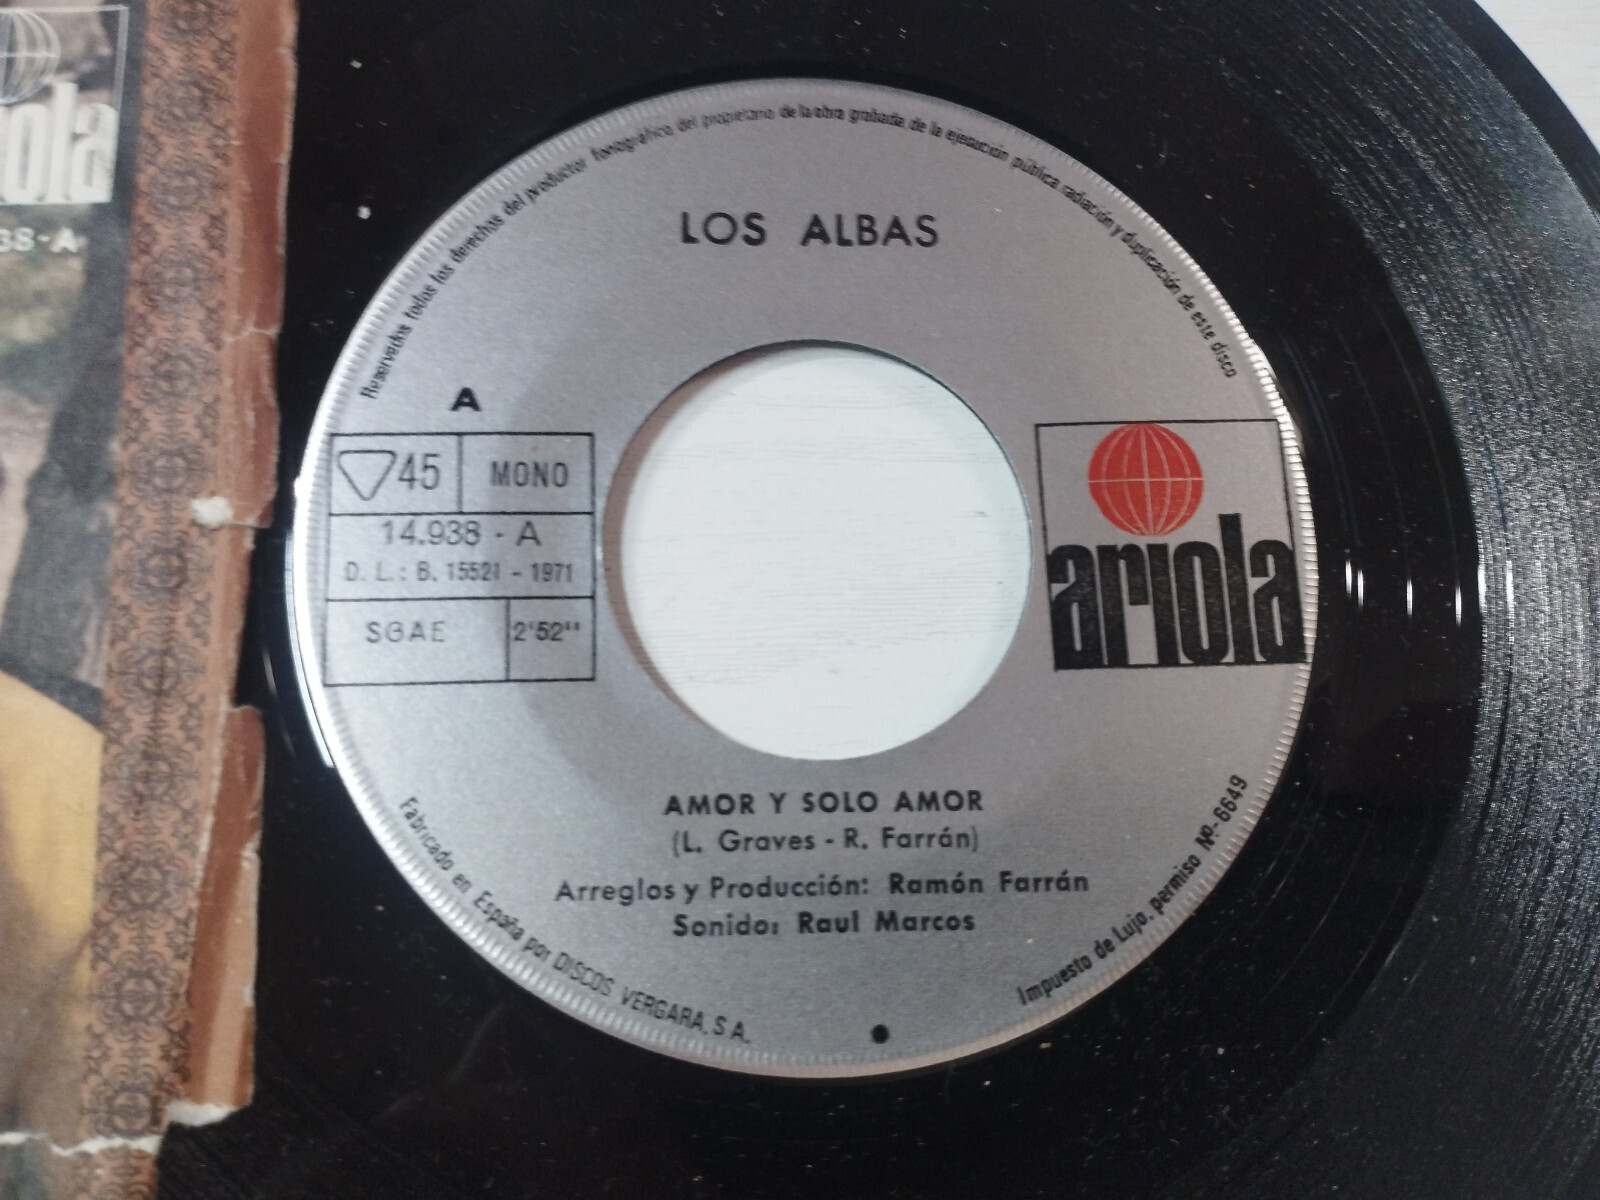 ola
38-A
Reservados todos los derechos del productor fonográfico del propietario de la obra grabada de la ejecución pública radiación y duplicación de este disco
LOS ALBAS
A
45 MONO
14.938 - A
D. L.: B. 15521 - 1971
SGAE 2'52''
ariola
AMOR Y SOLO AMOR
(L. Graves - R. Farrán)
Arreglos y Producción: Ramón Farrán
Sonido: Raul Marcos
Fabricado en España por DISCOS VERGARA, S.A.
Impuesto de Lujo, permiso Nº-6649